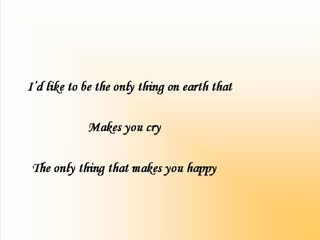 I'd like to be the only thing on earth that
Makes you cry
The only thing that makes you happy